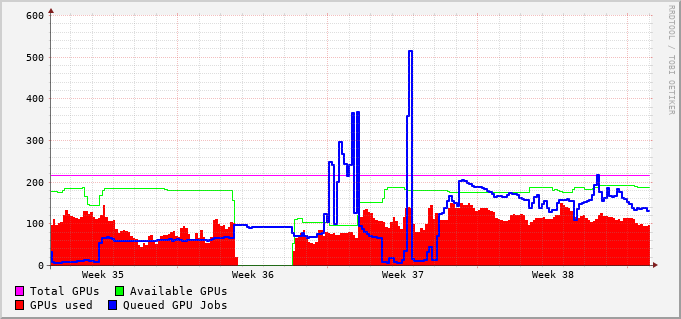 600
500
400
300
200
100
0
Week 35 Week 36 Week 37 Week 38
Total GPUs Available GPUs
GPUs used Queued GPU Jobs
RRDTOOL / TOBI OETIKER